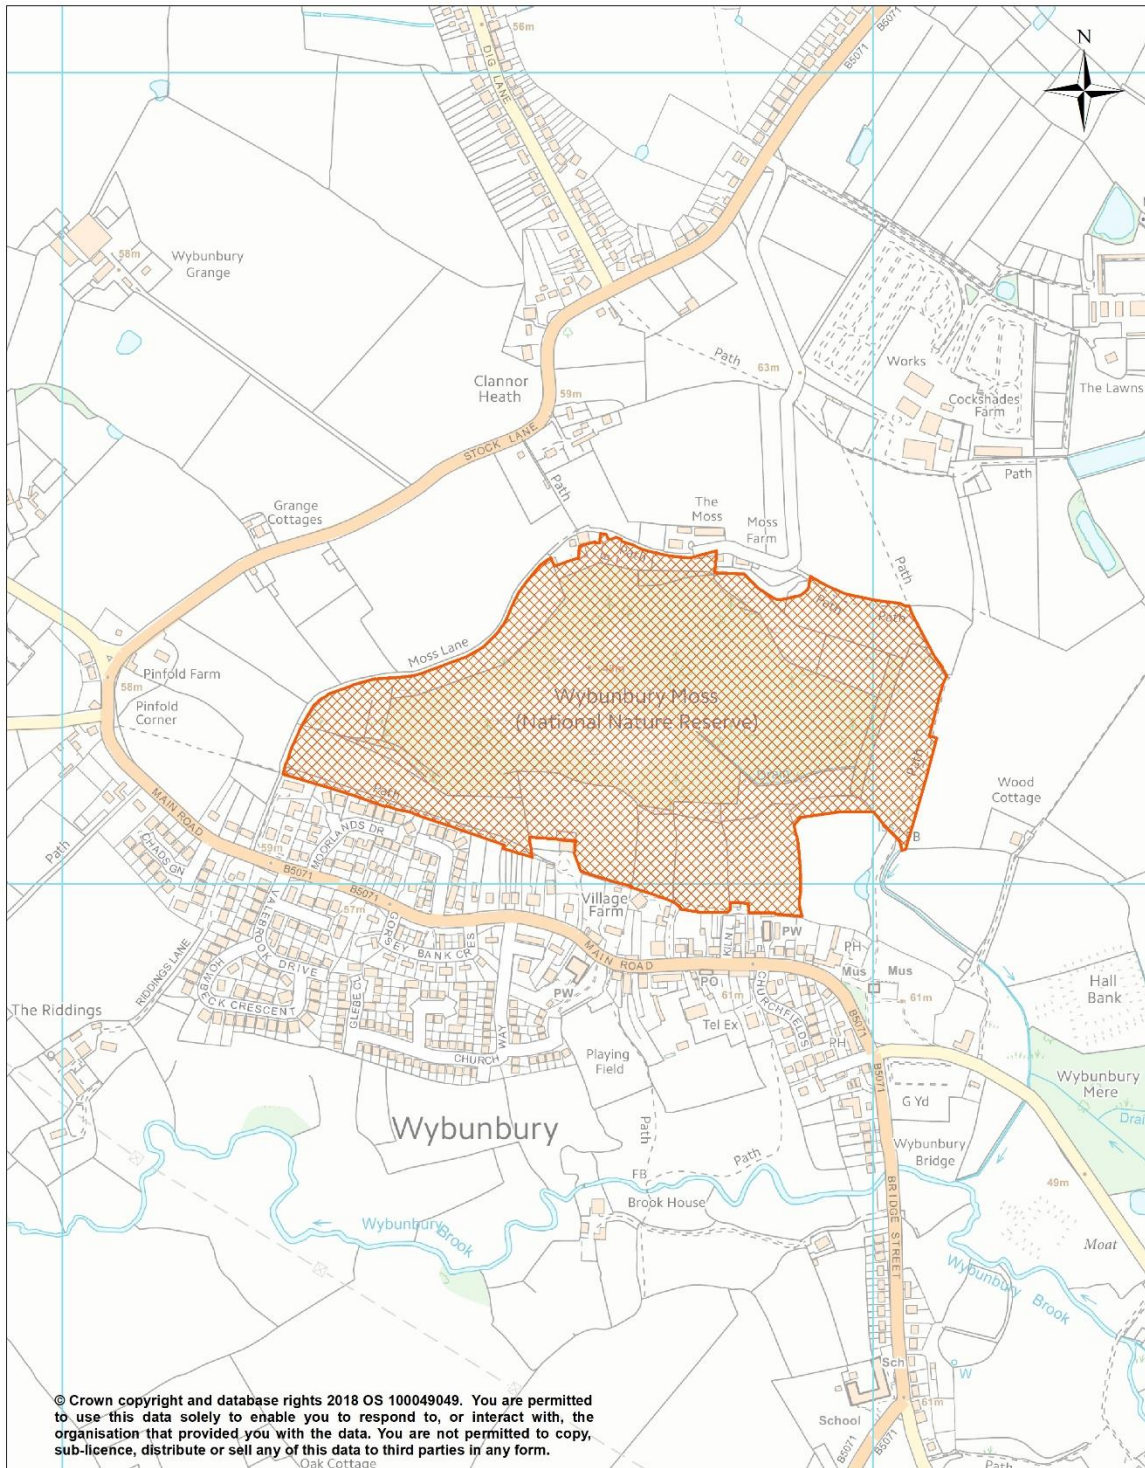 56m
B5071
B5071
N
DIG LANE
Wybunbury
Grange
58m
Path
63m
Works
Cockshades
Farm
The Lawns
Clannor
Heath
59m
STOCK LANE
Path
Path
Grange
Cottages
The
Moss
Moss
Farm
Path
Path
Path
Path
Moss Lane
Pinfold Farm
58m
Pinfold
Corner
Wybunbury Moss
(National Nature Reserve)
Drain
Path
Wood
Cottage
Path
Path
MAIN ROAD
CHADS GN
59m
MOORLANDS DR
B5071
57m
B5071
VALEBROOK
DRIVE
GORSEY
BANK CRES
Village
Farm
MAIN ROAD
KILN
PW
PH
Mus
Mus
61m
RIDDINGS LANE
HOWBECK CRESCENT
GLEBE CL
PW
PO
61m
CHURCHFIELDS
B5071
Hall
Bank
The Riddings
CHURCH WAY
Tel Ex
PH
Playing
Field
B5071
G Yd
Wybunbury
Mere
Drai
Wybunbury
Path
Path
Wybunbury
Bridge
FB
Brook House
49m
BRIDGE STREET
Wybunbury Brook
Moat
Wybunbury Brook
Sch
W
School
61m
B5071
B5071
Path
© Crown copyright and database rights 2018 OS 100049049. You are permitted
to use this data solely to enable you to respond to, or interact with, the
organisation that provided you with the data. You are not permitted to copy,
sub-licence, distribute or sell any of this data to third parties in any form.
Oak Cottage